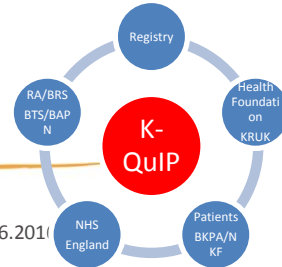 Registry
RA/BRS
BTS/BAP
N
Health
Foundati
on
KRUK
K-
QuIP
NHS
England
Patients
BKPA/N
KF
6.201